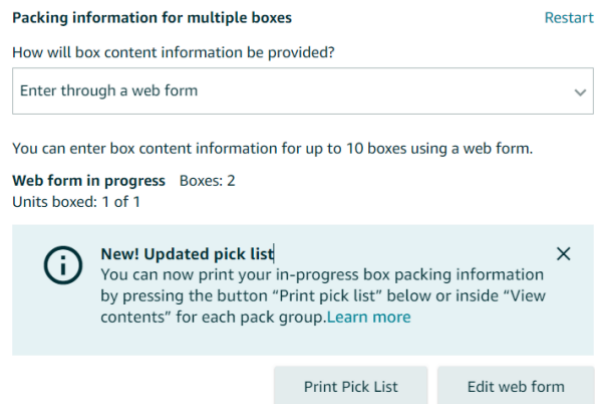 Packing information for multiple boxes Restart
How will box content information be provided?
Enter through a web form
You can enter box content information for up to 10 boxes using a web form.
Web form in progress Boxes: 2
Units boxed: 1 of 1
New! Updated pick list
You can now print your in-progress box packing information
by pressing the button “Print pick list” below or inside “View
contents” for each pack group.Learn more
Print Pick List Edit web form